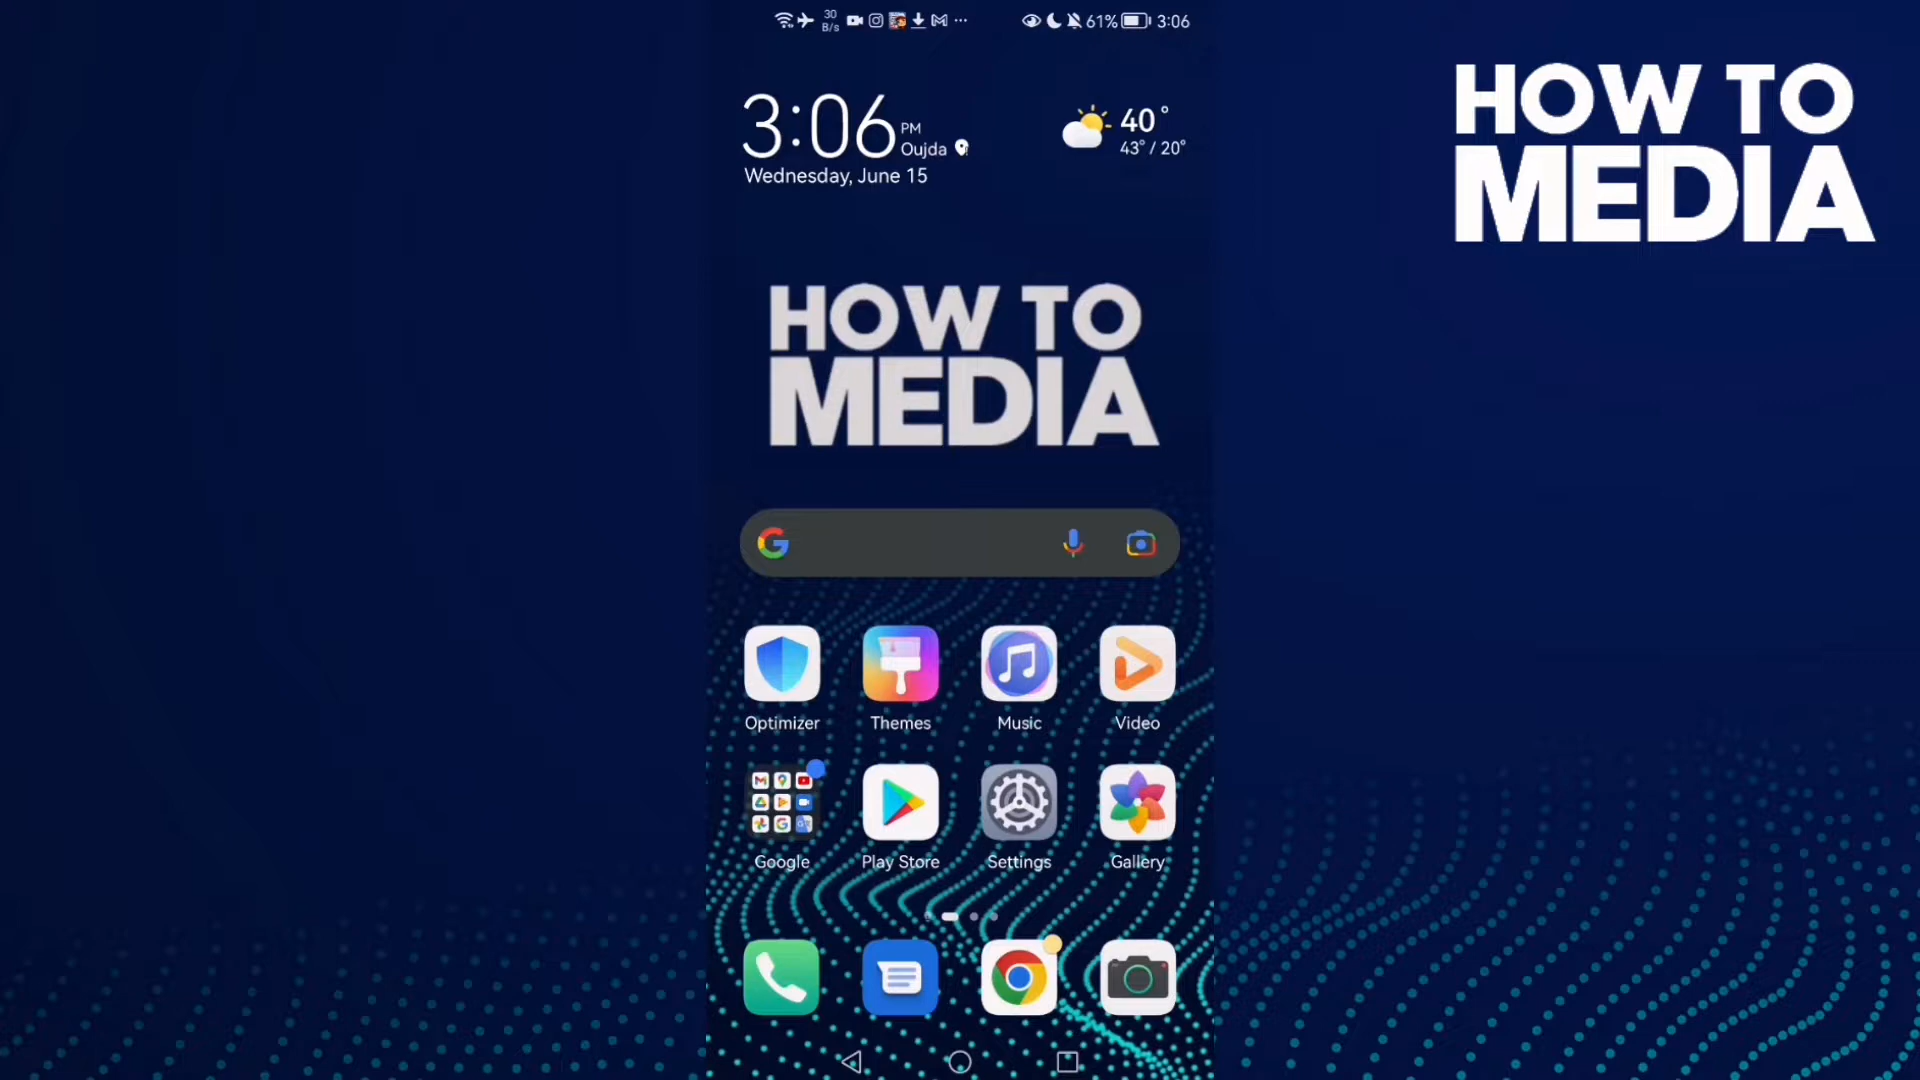 30
B/s
61%
3:06
3:06
PM
Oujda
40°
43° / 20°
Wednesday, June 15
HOW TO
MEDIA
HOW TO
MEDIA
Optimizer
Themes
Music
Video
Google
Play Store
Settings
Gallery